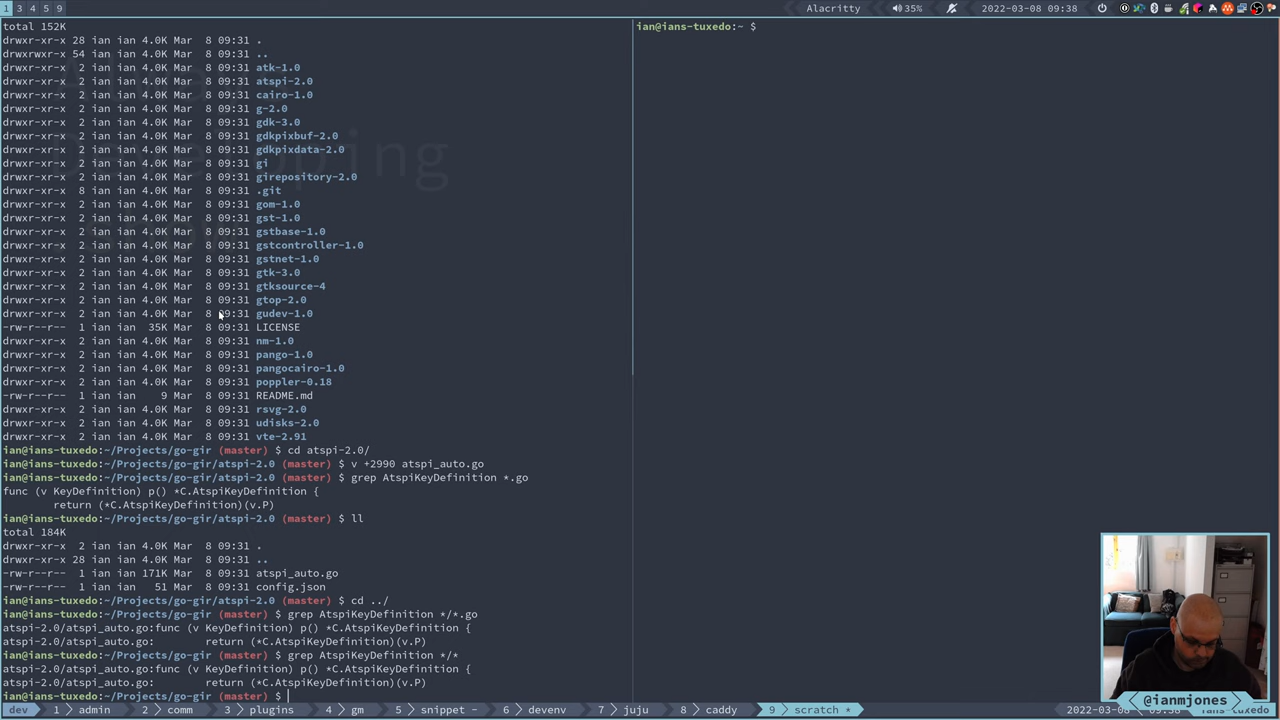 1 3 4 5 9
Alacritty 35% 2022-03-08 09:38
total 152K
drwxr-xr-x 28 ian ian 4.0K Mar 8 09:31 .
drwxrwxr-x 54 ian ian 4.0K Mar 8 09:31 ..
drwxr-xr-x 2 ian ian 4.0K Mar 8 09:31 atk-1.0
drwxr-xr-x 2 ian ian 4.0K Mar 8 09:31 atspi-2.0
drwxr-xr-x 2 ian ian 4.0K Mar 8 09:31 cairo-1.0
drwxr-xr-x 2 ian ian 4.0K Mar 8 09:31 g-2.0
drwxr-xr-x 2 ian ian 4.0K Mar 8 09:31 gdk-3.0
drwxr-xr-x 2 ian ian 4.0K Mar 8 09:31 gdkpixbuf-2.0
drwxr-xr-x 2 ian ian 4.0K Mar 8 09:31 gdkpixdata-2.0
drwxr-xr-x 2 ian ian 4.0K Mar 8 09:31 gi
drwxr-xr-x 2 ian ian 4.0K Mar 8 09:31 girepository-2.0
drwxr-xr-x 8 ian ian 4.0K Mar 8 09:31 .git
drwxr-xr-x 2 ian ian 4.0K Mar 8 09:31 gom-1.0
drwxr-xr-x 2 ian ian 4.0K Mar 8 09:31 gst-1.0
drwxr-xr-x 2 ian ian 4.0K Mar 8 09:31 gstbase-1.0
drwxr-xr-x 2 ian ian 4.0K Mar 8 09:31 gstcontroller-1.0
drwxr-xr-x 2 ian ian 4.0K Mar 8 09:31 gstnet-1.0
drwxr-xr-x 2 ian ian 4.0K Mar 8 09:31 gtk-3.0
drwxr-xr-x 2 ian ian 4.0K Mar 8 09:31 gtksource-4
drwxr-xr-x 2 ian ian 4.0K Mar 8 09:31 gtop-2.0
drwxr-xr-x 2 ian ian 4.0K Mar 8 09:31 gudev-1.0
-rw-r--r-- 1 ian ian 35K Mar 8 09:31 LICENSE
drwxr-xr-x 2 ian ian 4.0K Mar 8 09:31 nm-1.0
drwxr-xr-x 2 ian ian 4.0K Mar 8 09:31 pango-1.0
drwxr-xr-x 2 ian ian 4.0K Mar 8 09:31 pangocairo-1.0
drwxr-xr-x 2 ian ian 4.0K Mar 8 09:31 poppler-0.18
-rw-r--r-- 1 ian ian 9 Mar 8 09:31 README.md
drwxr-xr-x 2 ian ian 4.0K Mar 8 09:31 rsvg-2.0
drwxr-xr-x 2 ian ian 4.0K Mar 8 09:31 udisks-2.0
drwxr-xr-x 2 ian ian 4.0K Mar 8 09:31 vte-2.91
ian@ians-tuxedo:~/Projects/go-gir (master) $ cd atspi-2.0/
ian@ians-tuxedo:~/Projects/go-gir/atspi-2.0 (master) $ v +2990 atspi_auto.go
ian@ians-tuxedo:~/Projects/go-gir/atspi-2.0 (master) $ grep AtspiKeyDefinition *.go
func (v KeyDefinition) p() *C.AtspiKeyDefinition {
return (*C.AtspiKeyDefinition)(v.P)
ian@ians-tuxedo:~/Projects/go-gir/atspi-2.0 (master) $ ll
total 184K
drwxr-xr-x 2 ian ian 4.0K Mar 8 09:31 .
drwxr-xr-x 28 ian ian 4.0K Mar 8 09:31 ..
-rw-r--r-- 1 ian ian 171K Mar 8 09:31 atspi_auto.go
-rw-r--r-- 1 ian ian 51 Mar 8 09:31 config.json
ian@ians-tuxedo:~/Projects/go-gir/atspi-2.0 (master) $ cd ../
ian@ians-tuxedo:~/Projects/go-gir (master) $ grep AtspiKeyDefinition */*.go
atspi-2.0/atspi_auto.go:func (v KeyDefinition) p() *C.AtspiKeyDefinition {
atspi-2.0/atspi_auto.go: return (*C.AtspiKeyDefinition)(v.P)
ian@ians-tuxedo:~/Projects/go-gir (master) $ grep AtspiKeyDefinition */*
atspi-2.0/atspi_auto.go:func (v KeyDefinition) p() *C.AtspiKeyDefinition {
atspi-2.0/atspi_auto.go: return (*C.AtspiKeyDefinition)(v.P)
ian@ians-tuxedo:~/Projects/go-gir (master) $
ian@ians-tuxedo:~ $
@ianmjones
dev 1 admin 2 comm 3 plugins 4 gm 5 snippet - 6 devenv 7 juju 8 caddy 9 scratch * 2022-03-08